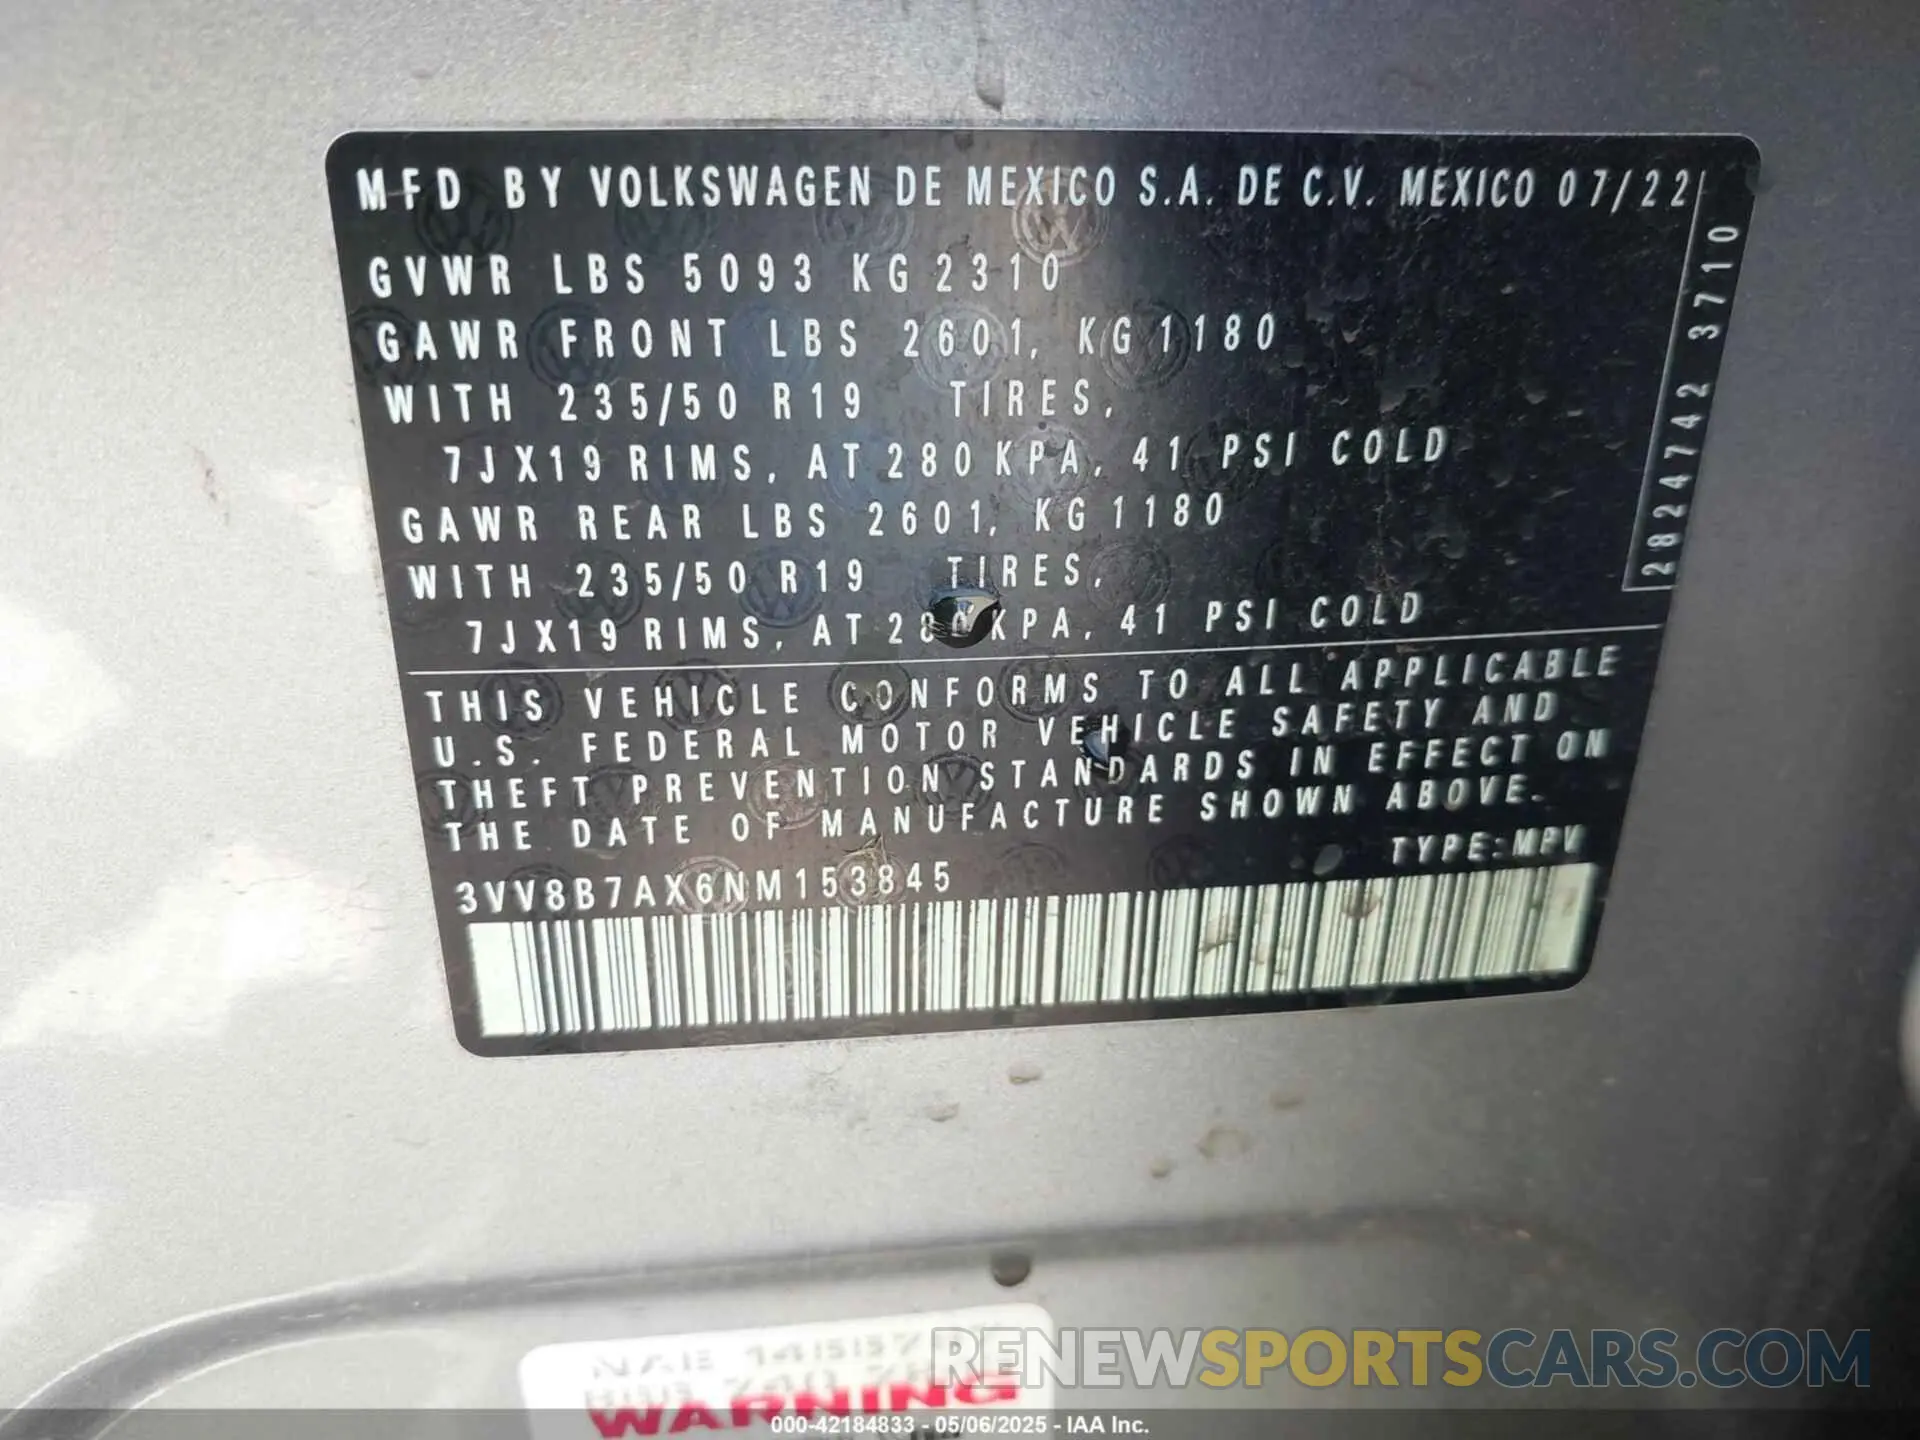 MFD BY VOLKSWAGEN DE MEXICO S.A. DE C.V. MEXICO 07/22
GVWR LBS 5093 KG 2310
GAWR FRONT LBS 2601, KG 1180
WITH 235/50 R19 TIRES,
7JX19 RIMS, AT 280 KPA, 41 PSI COLD
GAWR REAR LBS 2601, KG 1180
WITH 235/50 R19 TIRES,
7JX19 RIMS, AT 280 KPA, 41 PSI COLD
2824742 3710
THIS VEHICLE CONFORMS TO ALL APPLICABLE
U.S. FEDERAL MOTOR VEHICLE SAFETY AND
THEFT PREVENTION STANDARDS IN EFFECT ON
THE DATE OF MANUFACTURE SHOWN ABOVE.
TYPE:MPV
3VV8B7AX6NM153845
WARNING
RENEWSPORTSCARS.COM
000-42184833 - 05/06/2025 - IAA Inc.